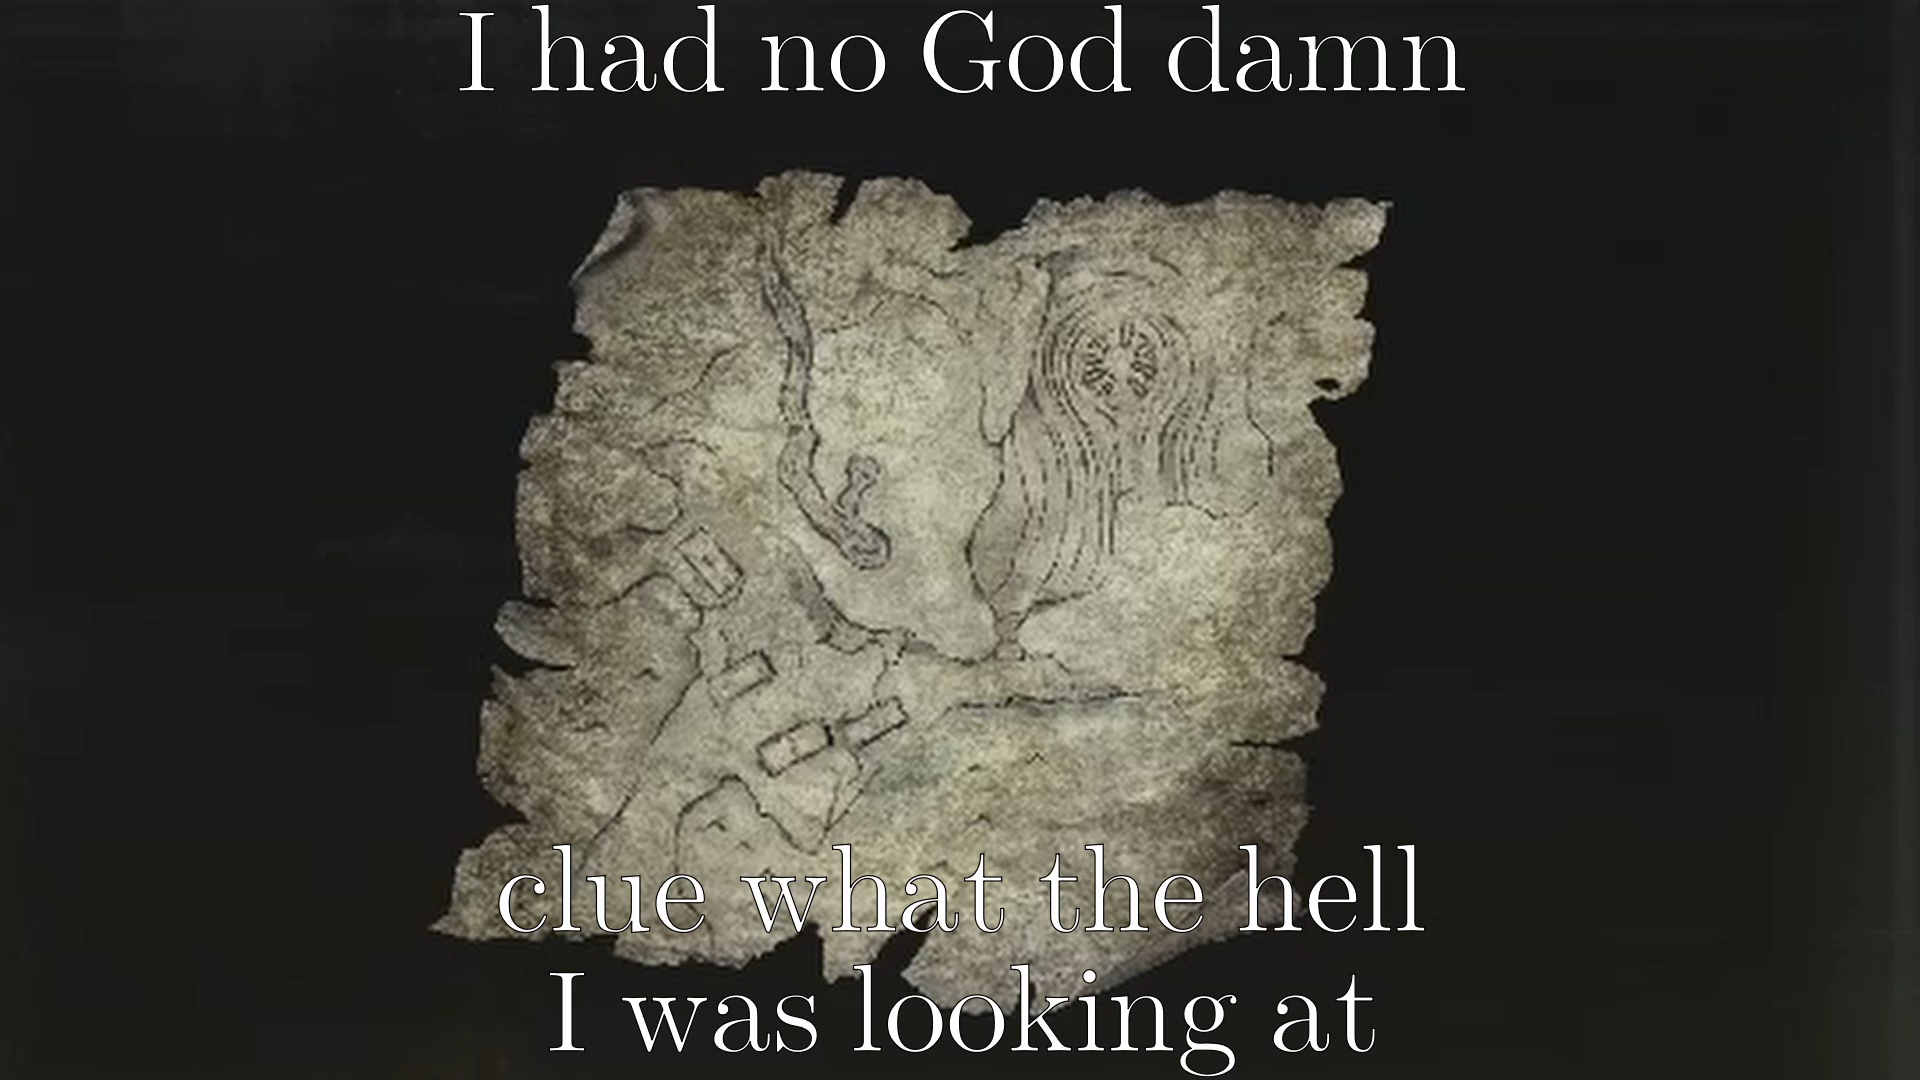 I had no God damn
clue what the hell
I was looking at